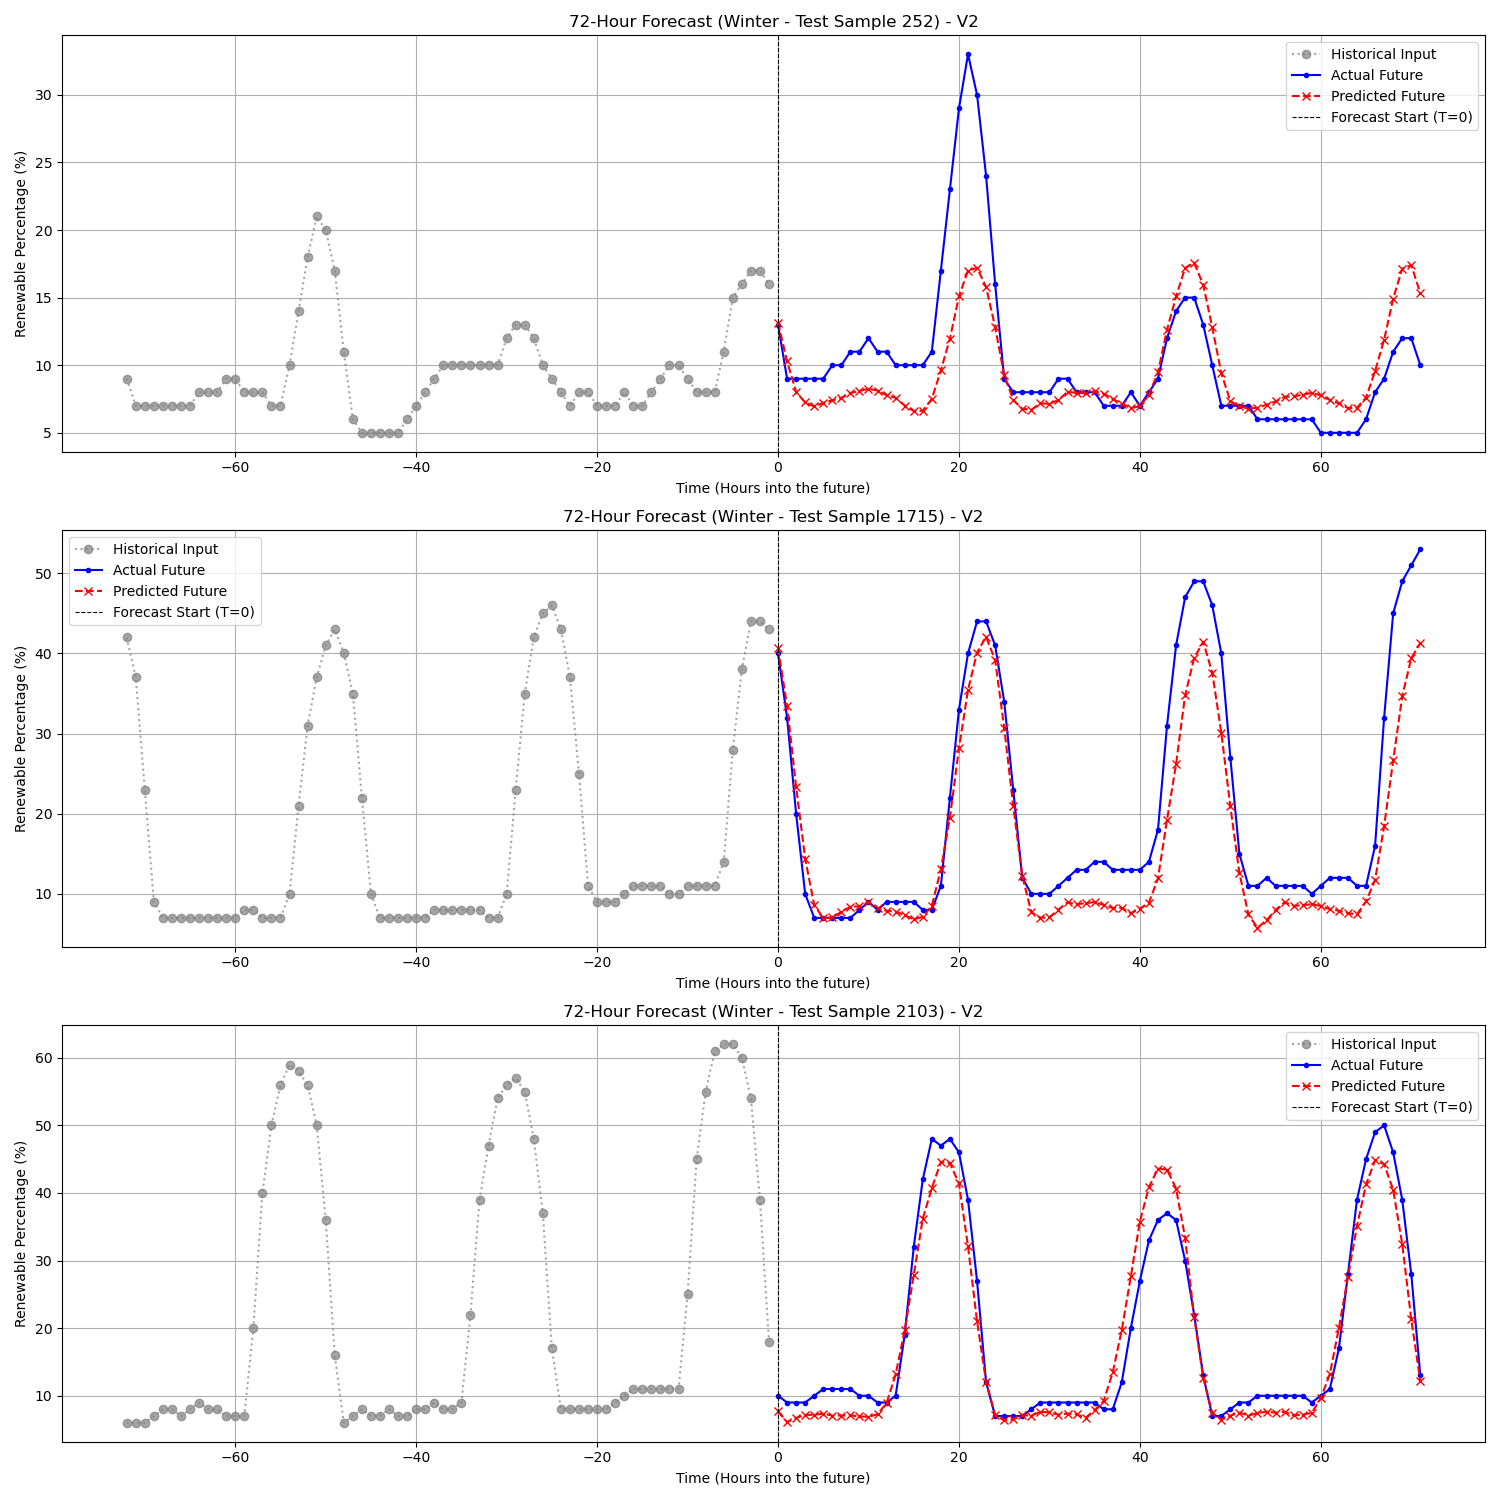 72-Hour Forecast (Winter - Test Sample 252) - V2
Renewable Percentage (%)
30
25
20
15
10
5
Historical Input
Actual Future
Predicted Future
Forecast Start (T=0)
−60 −40 −20 0 20 40 60
Time (Hours into the future)
72-Hour Forecast (Winter - Test Sample 1715) - V2
Renewable Percentage (%)
50
40
30
20
10
Historical Input
Actual Future
Predicted Future
Forecast Start (T=0)
−60 −40 −20 0 20 40 60
Time (Hours into the future)
72-Hour Forecast (Winter - Test Sample 2103) - V2
Renewable Percentage (%)
60
50
40
30
20
10
Historical Input
Actual Future
Predicted Future
Forecast Start (T=0)
−60 −40 −20 0 20 40 60
Time (Hours into the future)